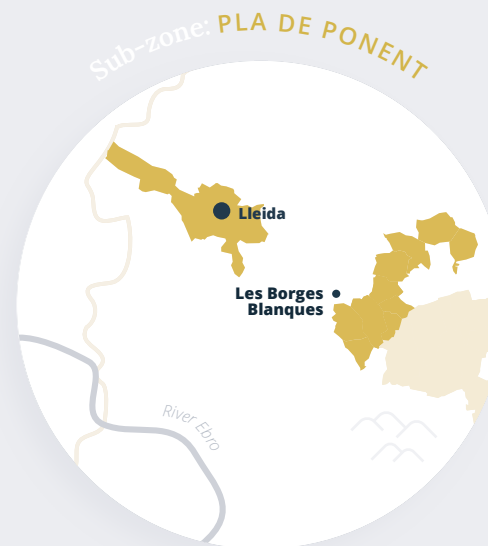 Sub-zone: PLA DE PONENT
Lleida
Les Borges
Blanques
River Ebro